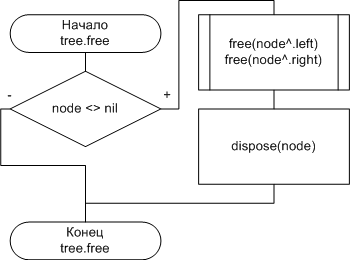 Начало
tree.free
-
node <> nil
+
free(node^.left)
free(node^.right)
dispose(node)
Конец
tree.free